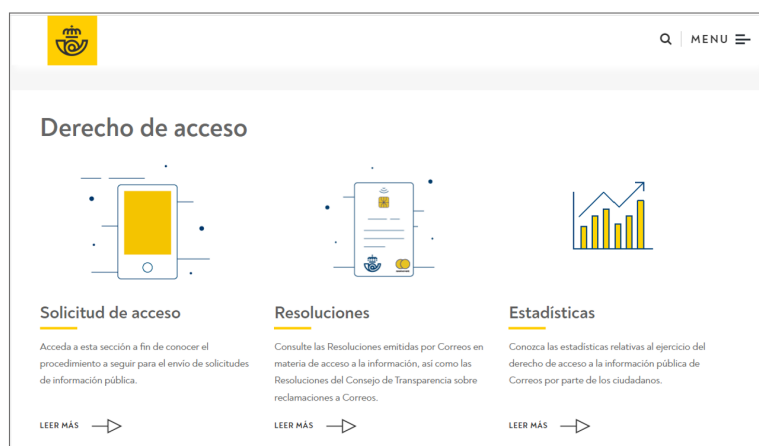 MENU
Derecho de acceso
Solicitud de acceso
Acceda a esta sección a fin de conocer el
procedimiento a seguir para el envío de solicitudes
de información pública.
LEER MÁS
Resoluciones
Consulte las Resoluciones emitidas por Correos en
materia de acceso a la información, así como las
Resoluciones del Consejo de Transparencia sobre
reclamaciones a Correos.
LEER MÁS
Estadísticas
Conozca las estadísticas relativas al ejercicio del
derecho de acceso a la información pública de
Correos por parte de los ciudadanos.
LEER MÁS